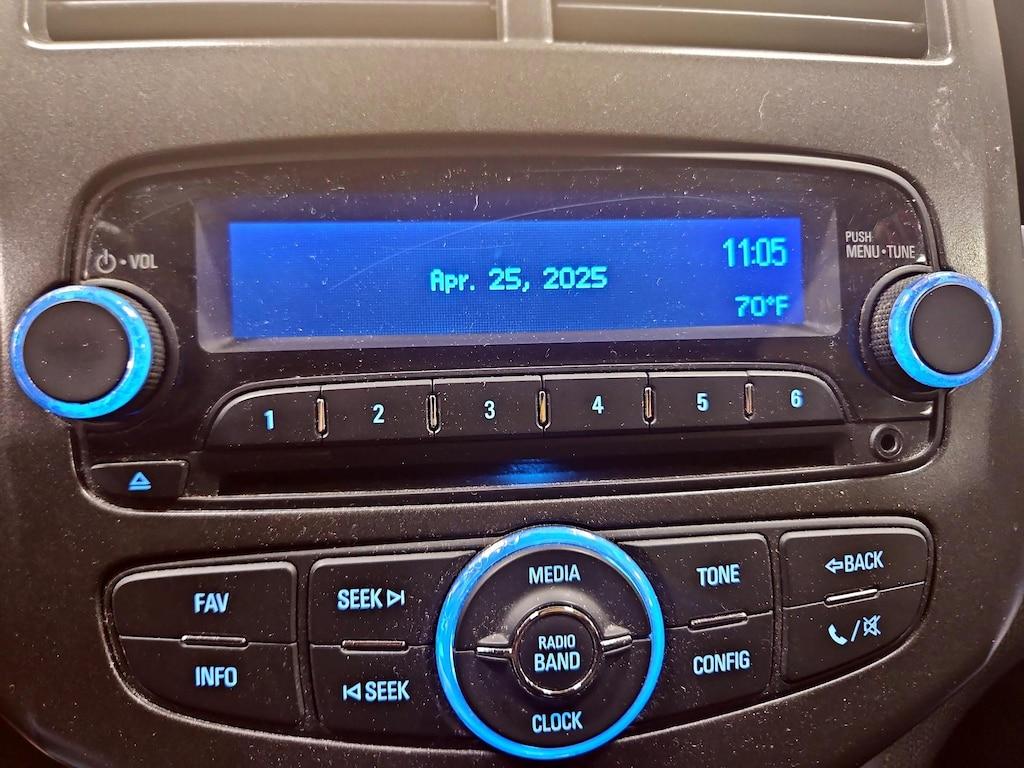 VOL
PUSH
MENU•TUNE
11:05
Apr. 25, 2025
70°F
1 2 3 4 5 6
FAV
INFO
SEEK
SEEK
MEDIA
RADIO
BAND
CLOCK
TONE
CONFIG
BACK
/